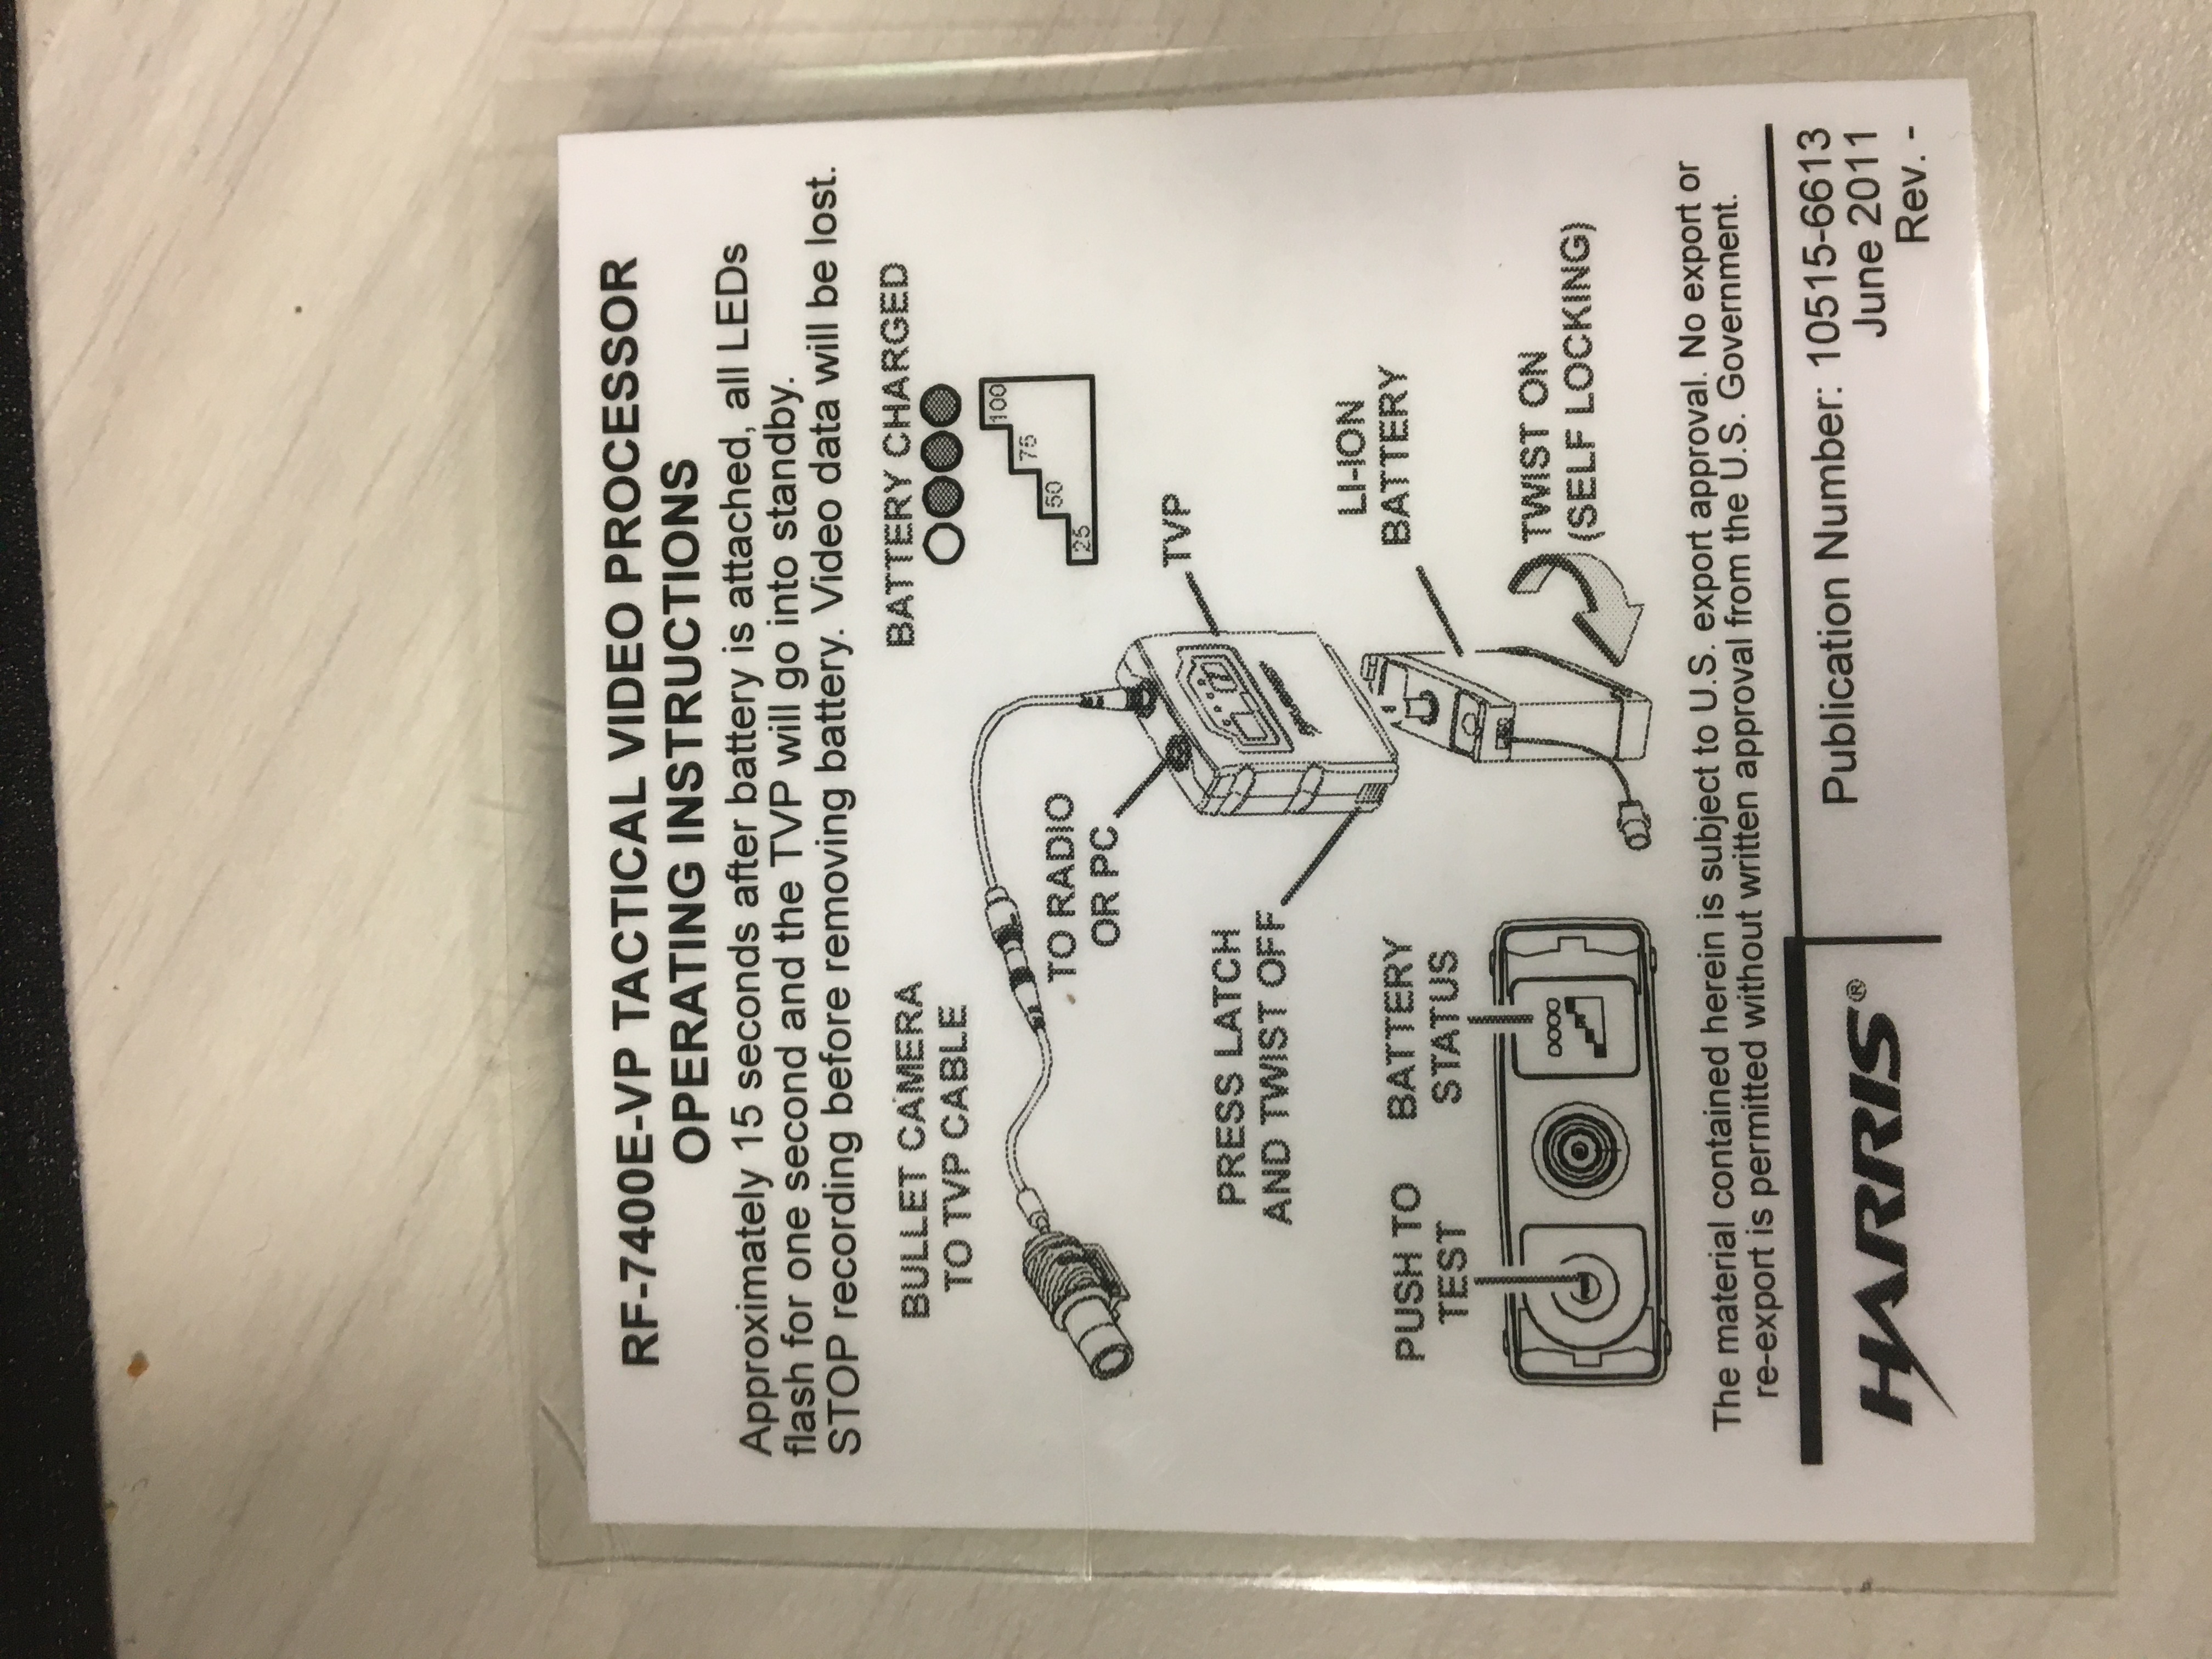 RF-7400E-VP TACTICAL VIDEO PROCESSOR
OPERATING INSTRUCTIONS
Approximately 15 seconds after battery is attached, all LEDs
flash for one second and the TVP will go into standby.
STOP recording before removing battery. Video data will be lost.
BULLET CAMERA
TO TVP CABLE
BATTERY CHARGED
25 50 75 100
TO RADIO
OR PC
TVP
PRESS LATCH
AND TWIST OFF
LI-ION
BATTERY
PUSH TO
TEST
BATTERY
STATUS
TWIST ON
(SELF LOCKING)
The material contained herein is subject to U.S. export approval. No export or
re-export is permitted without written approval from the U.S. Government.
HARRIS®
Publication Number: 10515-6613
June 2011
Rev. -